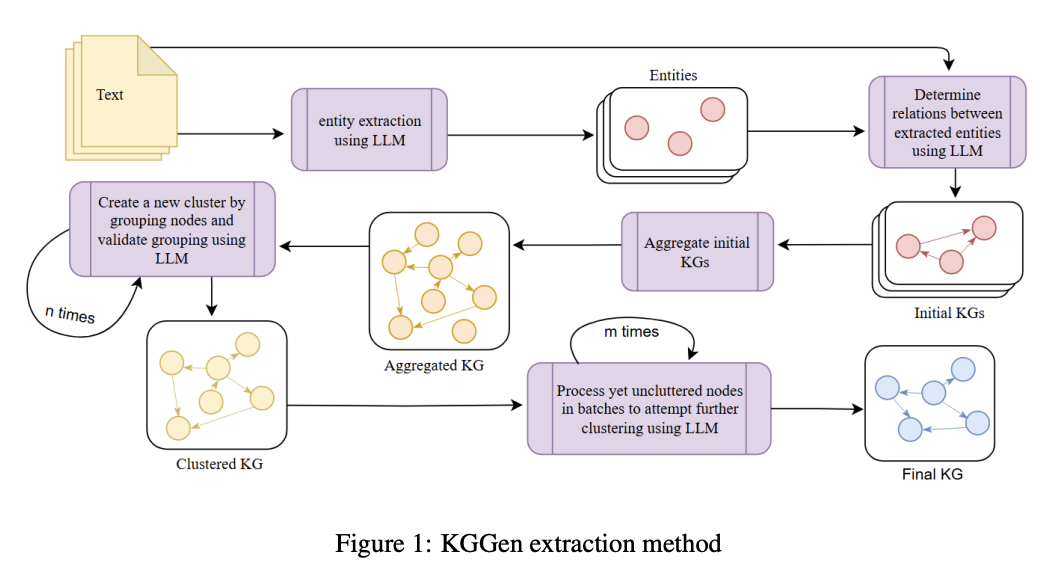 Text
entity extraction
using LLM
Entities
Determine
relations between
extracted entities
using LLM
Initial KGs
Aggregate initial
KGs
Aggregated KG
Create a new cluster by
grouping nodes and
validate grouping using
LLM
n times
Clustered KG
m times
Process yet uncluttered nodes
in batches to attempt further
clustering using LLM
Final KG
Figure 1: KGGen extraction method